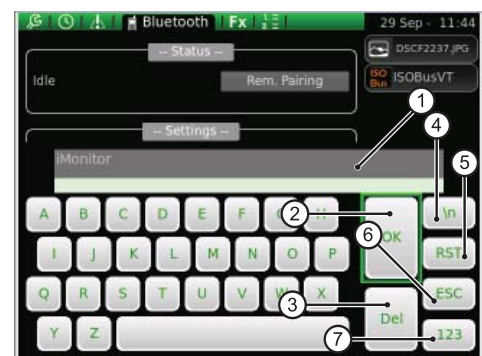 Bluetooth Fx 29 Sep - 11:44
-- Status --
DSCF2237.JPG
Idle Rem. Pairing
ISO Bus ISOBusVT
-- Settings --
1
iMonitor
4
5
A B C D E F 2 OK \n
6
I J K L M N O P RST
Q R S T U V W X ESC
3 Del
Y Z 7 123